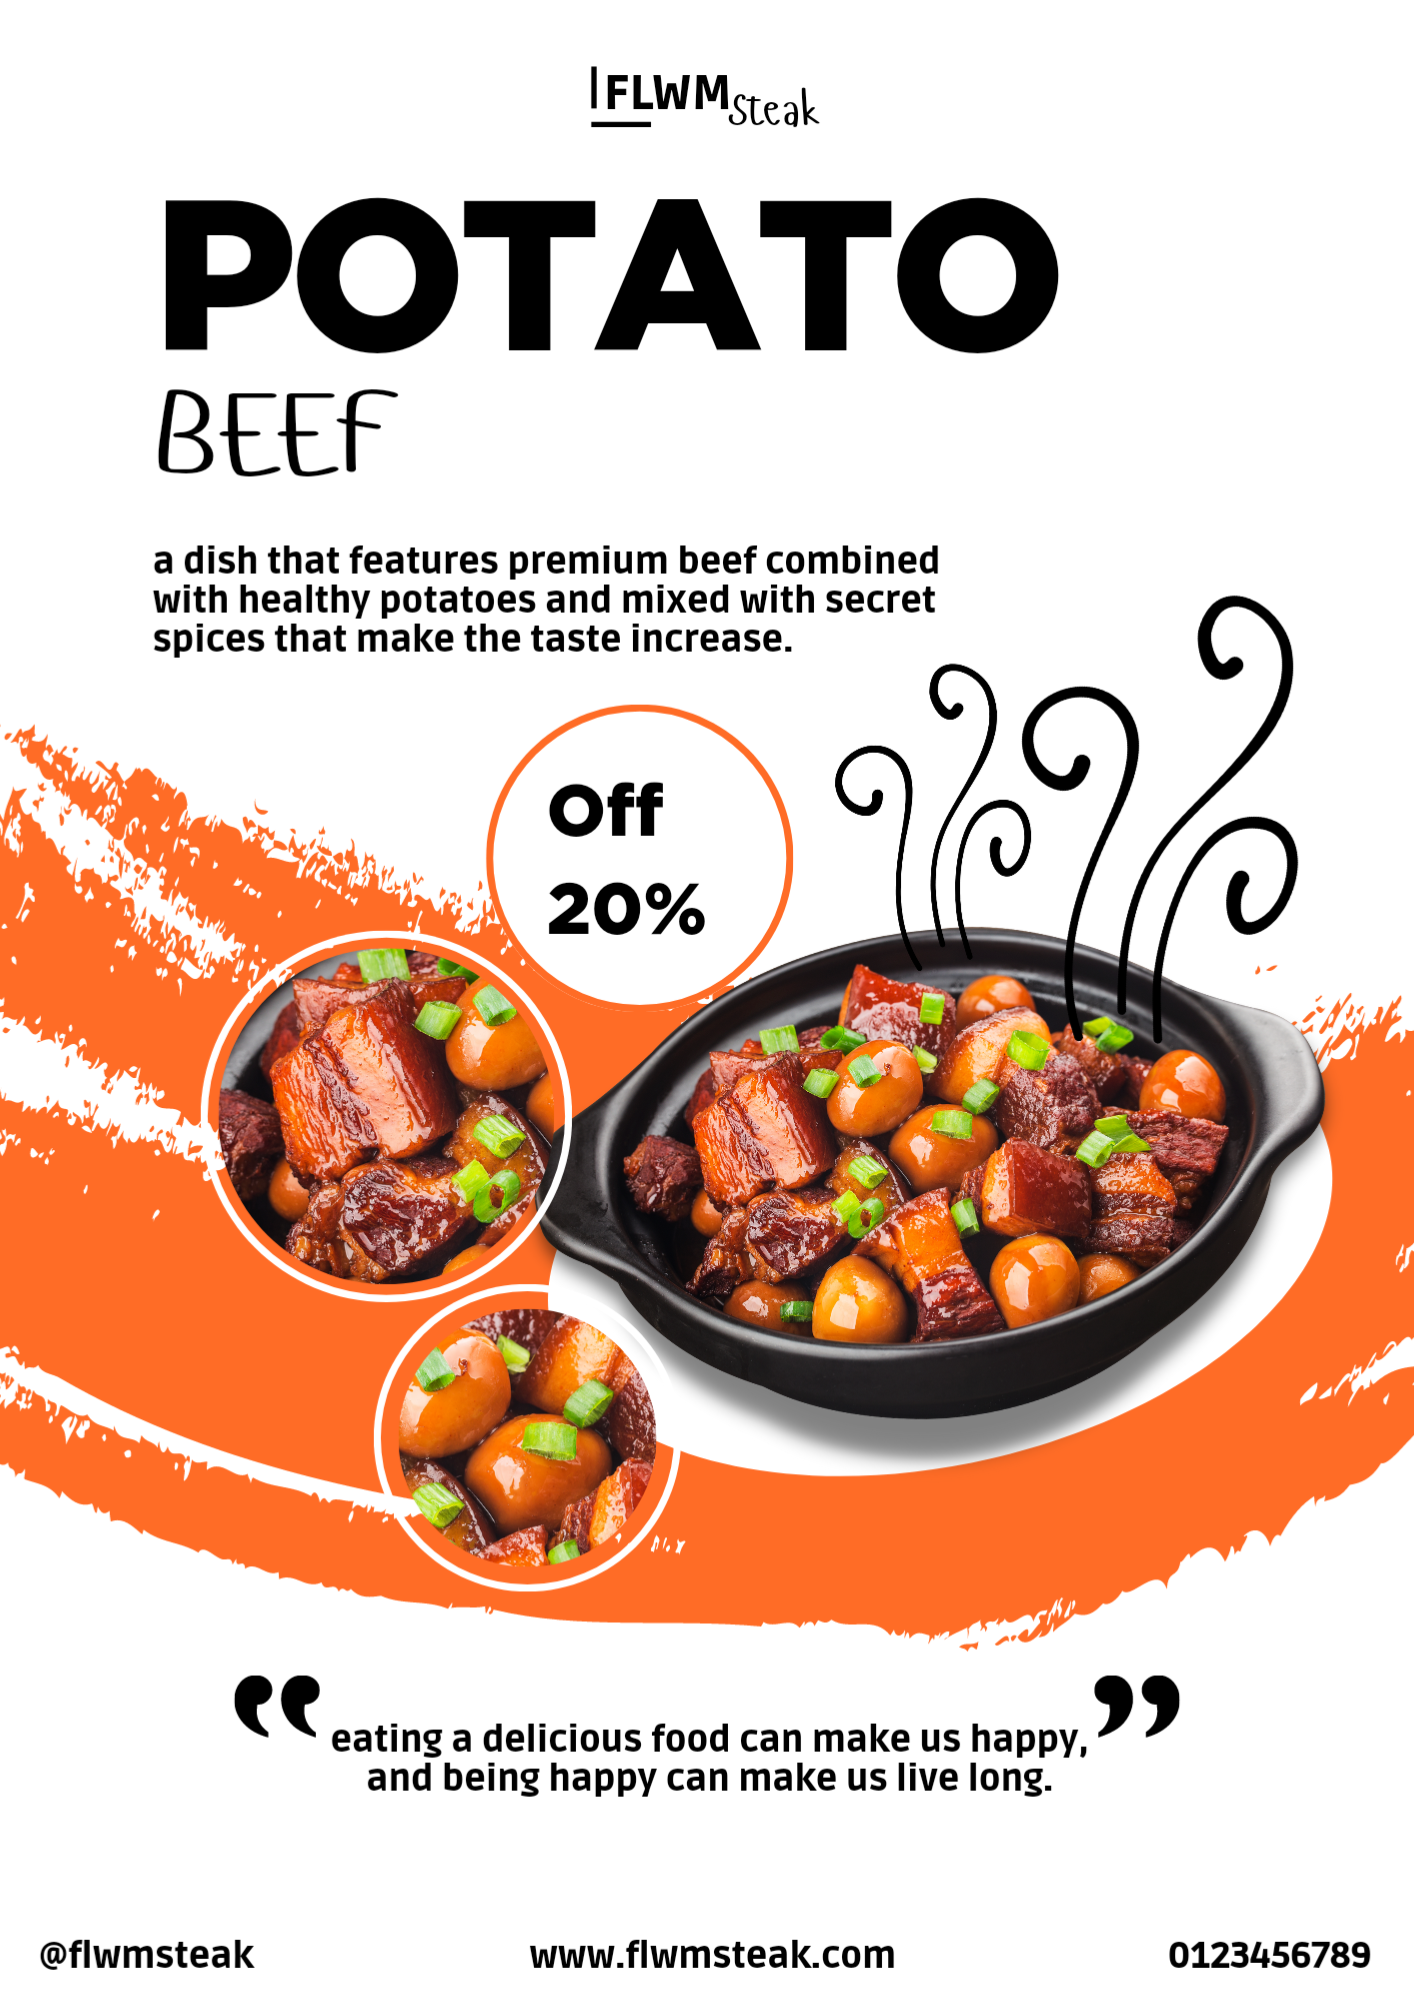 FLWM Steak
POTATO
BEEF
a dish that features premium beef combined
with healthy potatoes and mixed with secret
spices that make the taste increase.
Off
20%
“eating a delicious food can make us happy,”
and being happy can make us live long.
@flwmsteak
www.flwmsteak.com
0123456789